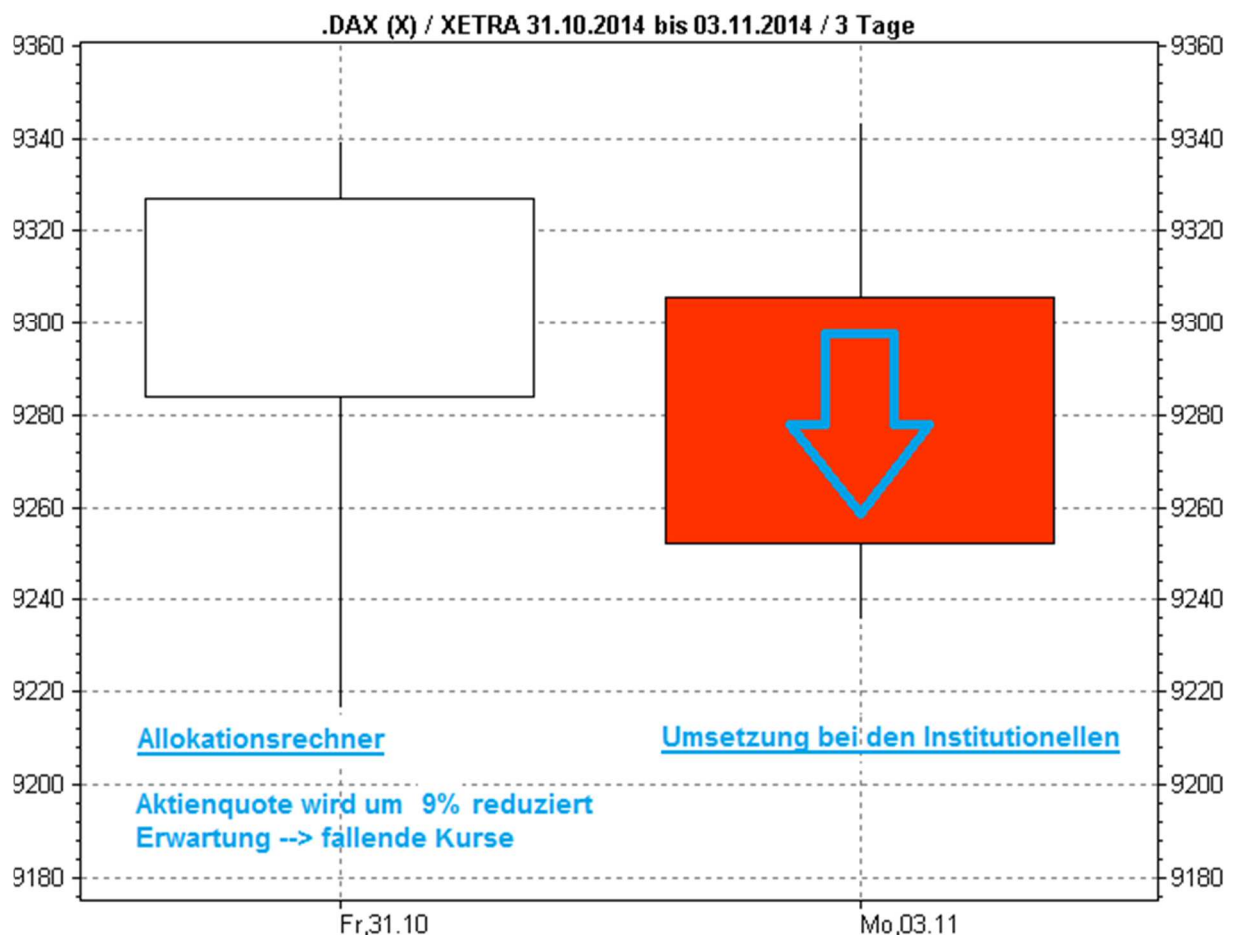 .DAX (X) / XETRA 31.10.2014 bis 03.11.2014 / 3 Tage
9360 9360
9340 9340
9320 9320
9300 9300
9280 9280
9260 9260
9240 9240
9220 9220
Allokationsrechner Umsetzung bei den Institutionellen
9200 9200
Aktienquote wird um 9% reduziert
Erwartung --> fallende Kurse
9180 9180
Fr,31.10 Mo,03.11